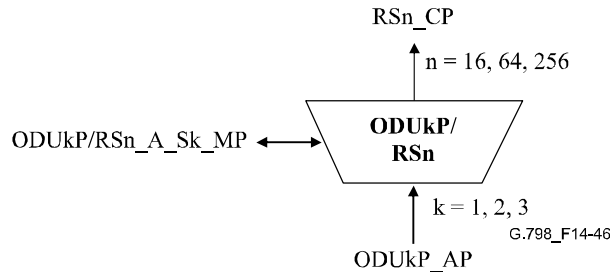 RSn_CP
n = 16, 64, 256
ODUkP/RSn_A_Sk_MP
ODUkP/
RSn
k = 1, 2, 3
G.798_F14-46
ODUkP_AP